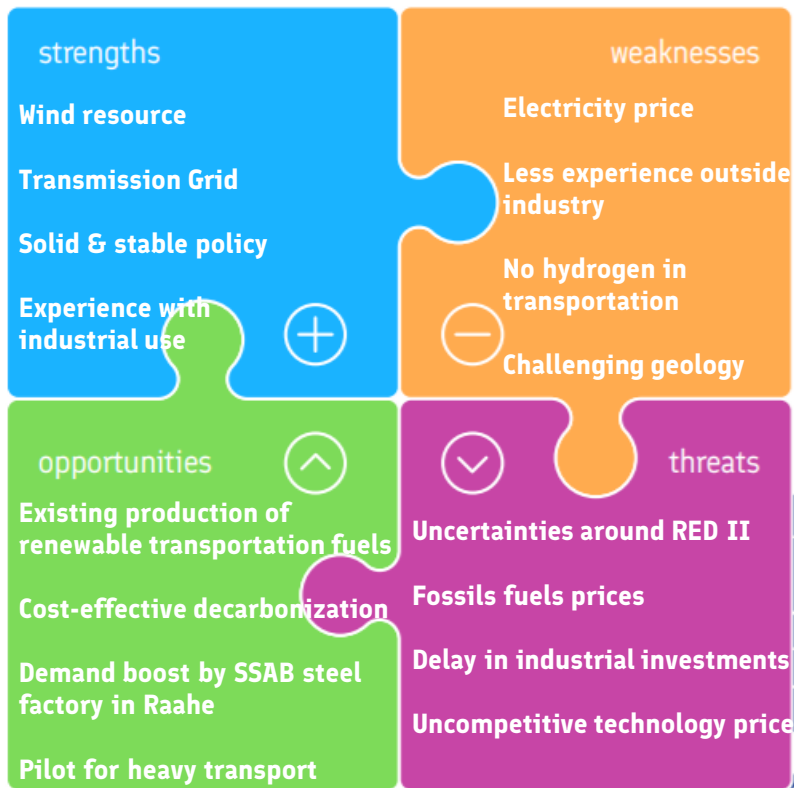 strengths
Wind resource
Transmission Grid
Solid & stable policy
Experience with
industrial use
weaknesses
Electricity price
Less experience outside
industry
No hydrogen in
transportation
Challenging geology
opportunities
Existing production of
renewable transportation fuels
Cost-effective decarbonization
Demand boost by SSAB steel
factory in Raahe
Pilot for heavy transport
threats
Uncertainties around RED II
Fossils fuels prices
Delay in industrial investments
Uncompetitive technology price